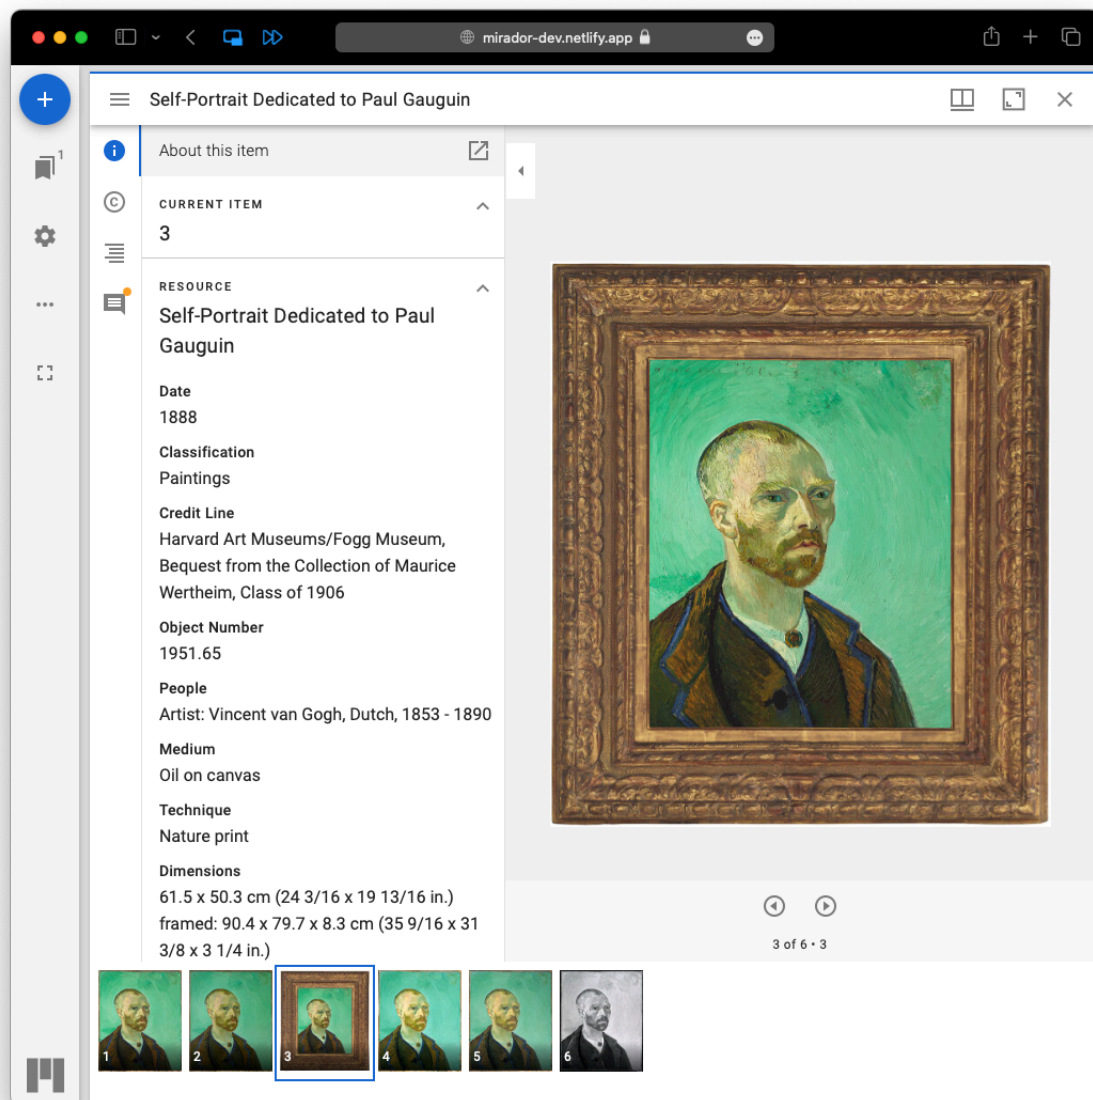 mirador-dev.netlify.app
Self-Portrait Dedicated to Paul Gauguin
1
About this item
CURRENT ITEM
3
RESOURCE
Self-Portrait Dedicated to Paul
Gauguin
Date
1888
Classification
Paintings
Credit Line
Harvard Art Museums/Fogg Museum,
Bequest from the Collection of Maurice
Wertheim, Class of 1906
Object Number
1951.65
People
Artist: Vincent van Gogh, Dutch, 1853 - 1890
Medium
Oil on canvas
Technique
Nature print
Dimensions
61.5 x 50.3 cm (24 3/16 x 19 13/16 in.)
framed: 90.4 x 79.7 x 8.3 cm (35 9/16 x 31
3/8 x 3 1/4 in.)
3 of 6 • 3
1 2 3 4 5 6